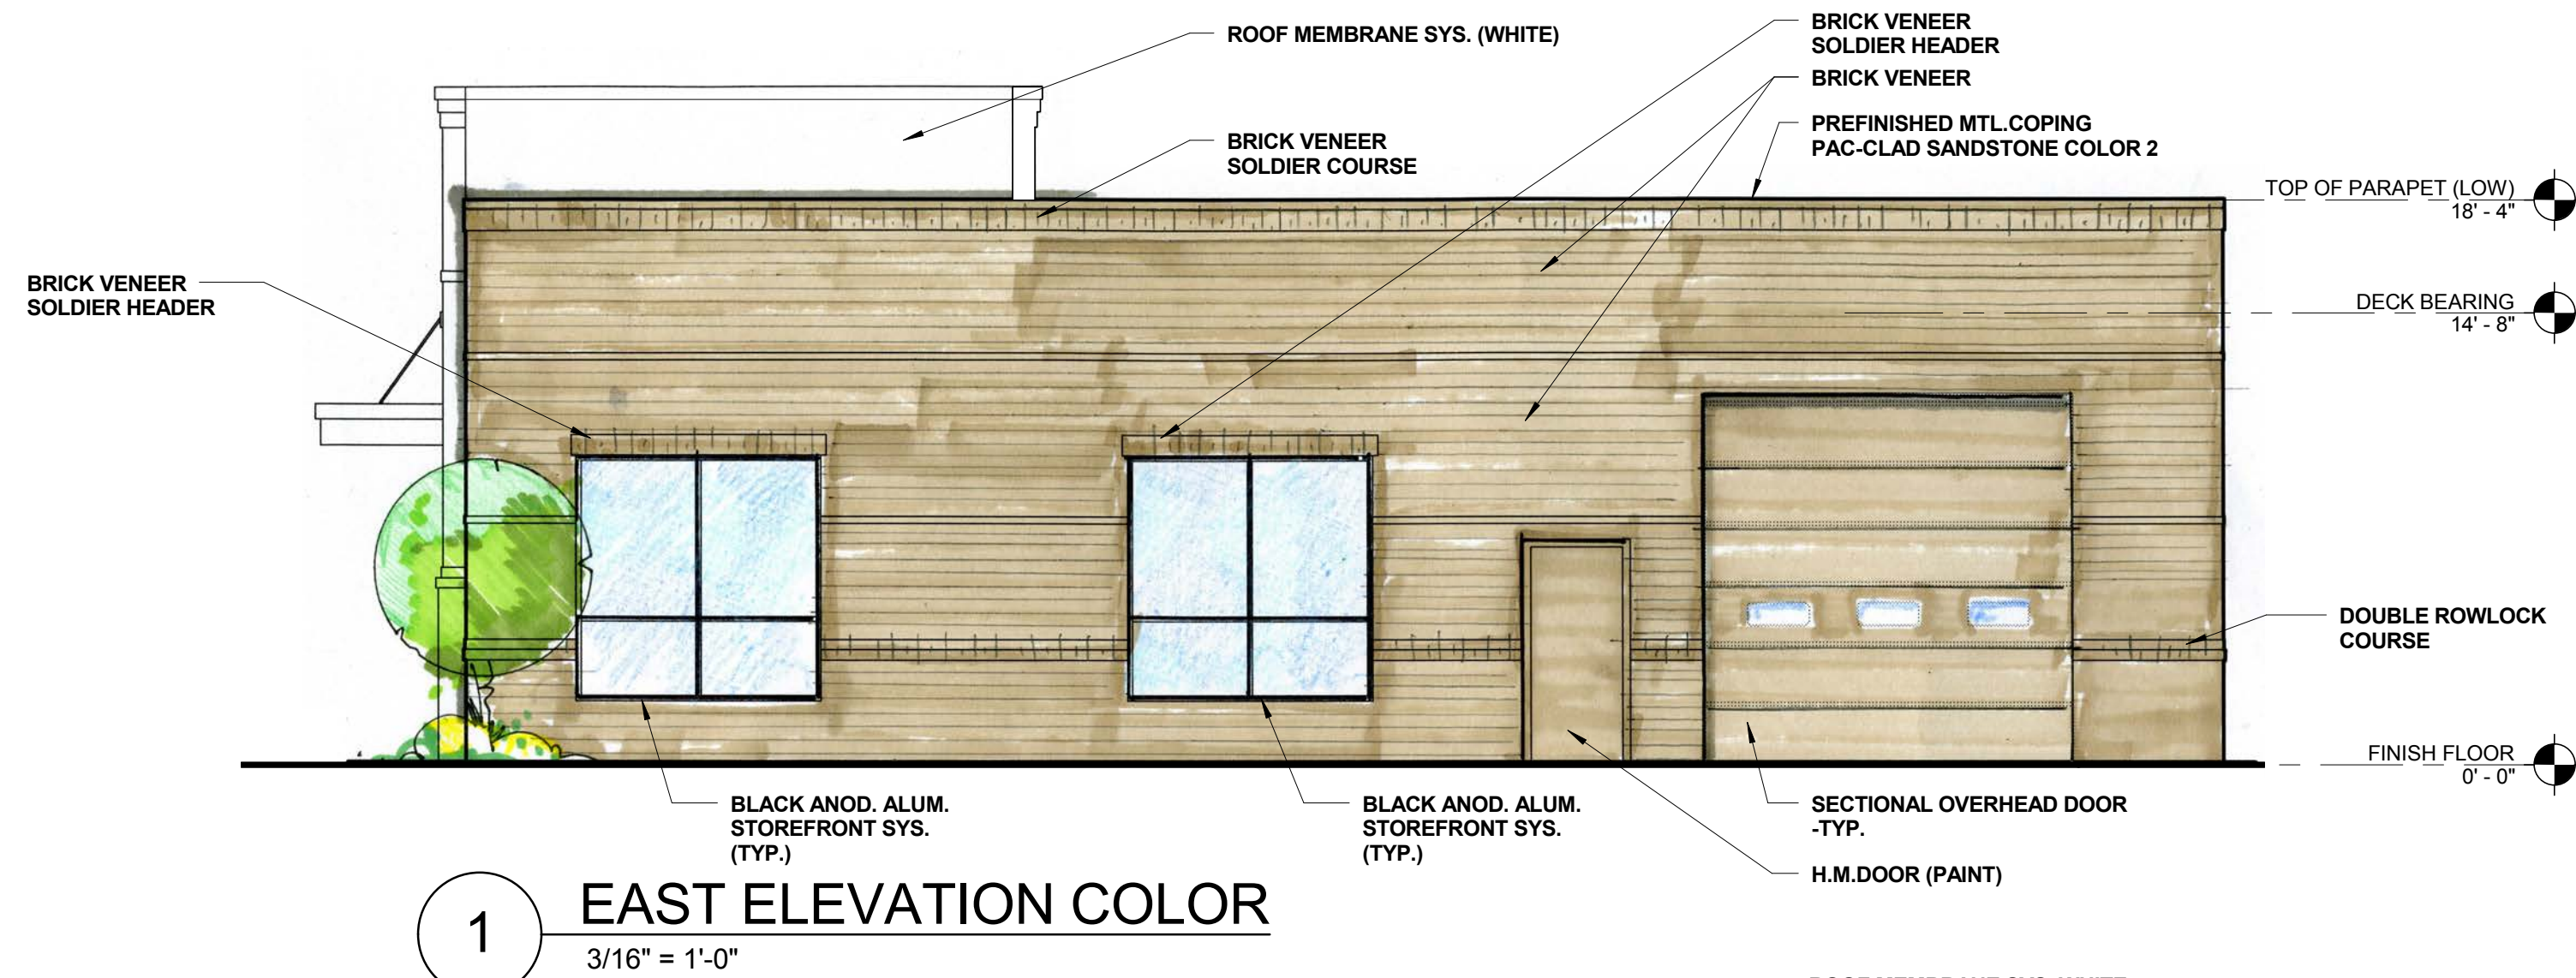 ROOF MEMBRANE SYS. (WHITE)
BRICK VENEER
SOLDIER HEADER
BRICK VENEER
PREFINISHED MTL.COPING
PAC-CLAD SANDSTONE COLOR 2
BRICK VENEER
SOLDIER COURSE
TOP OF PARAPET (LOW)
18' - 4"
BRICK VENEER
SOLDIER HEADER
DECK BEARING
14' - 8"
DOUBLE ROWLOCK
COURSE
FINISH FLOOR
0' - 0"
BLACK ANOD. ALUM.
STOREFRONT SYS.
(TYP.)
BLACK ANOD. ALUM.
STOREFRONT SYS.
(TYP.)
SECTIONAL OVERHEAD DOOR
-TYP.
H.M.DOOR (PAINT)
1
EAST ELEVATION COLOR
3/16" = 1'-0"